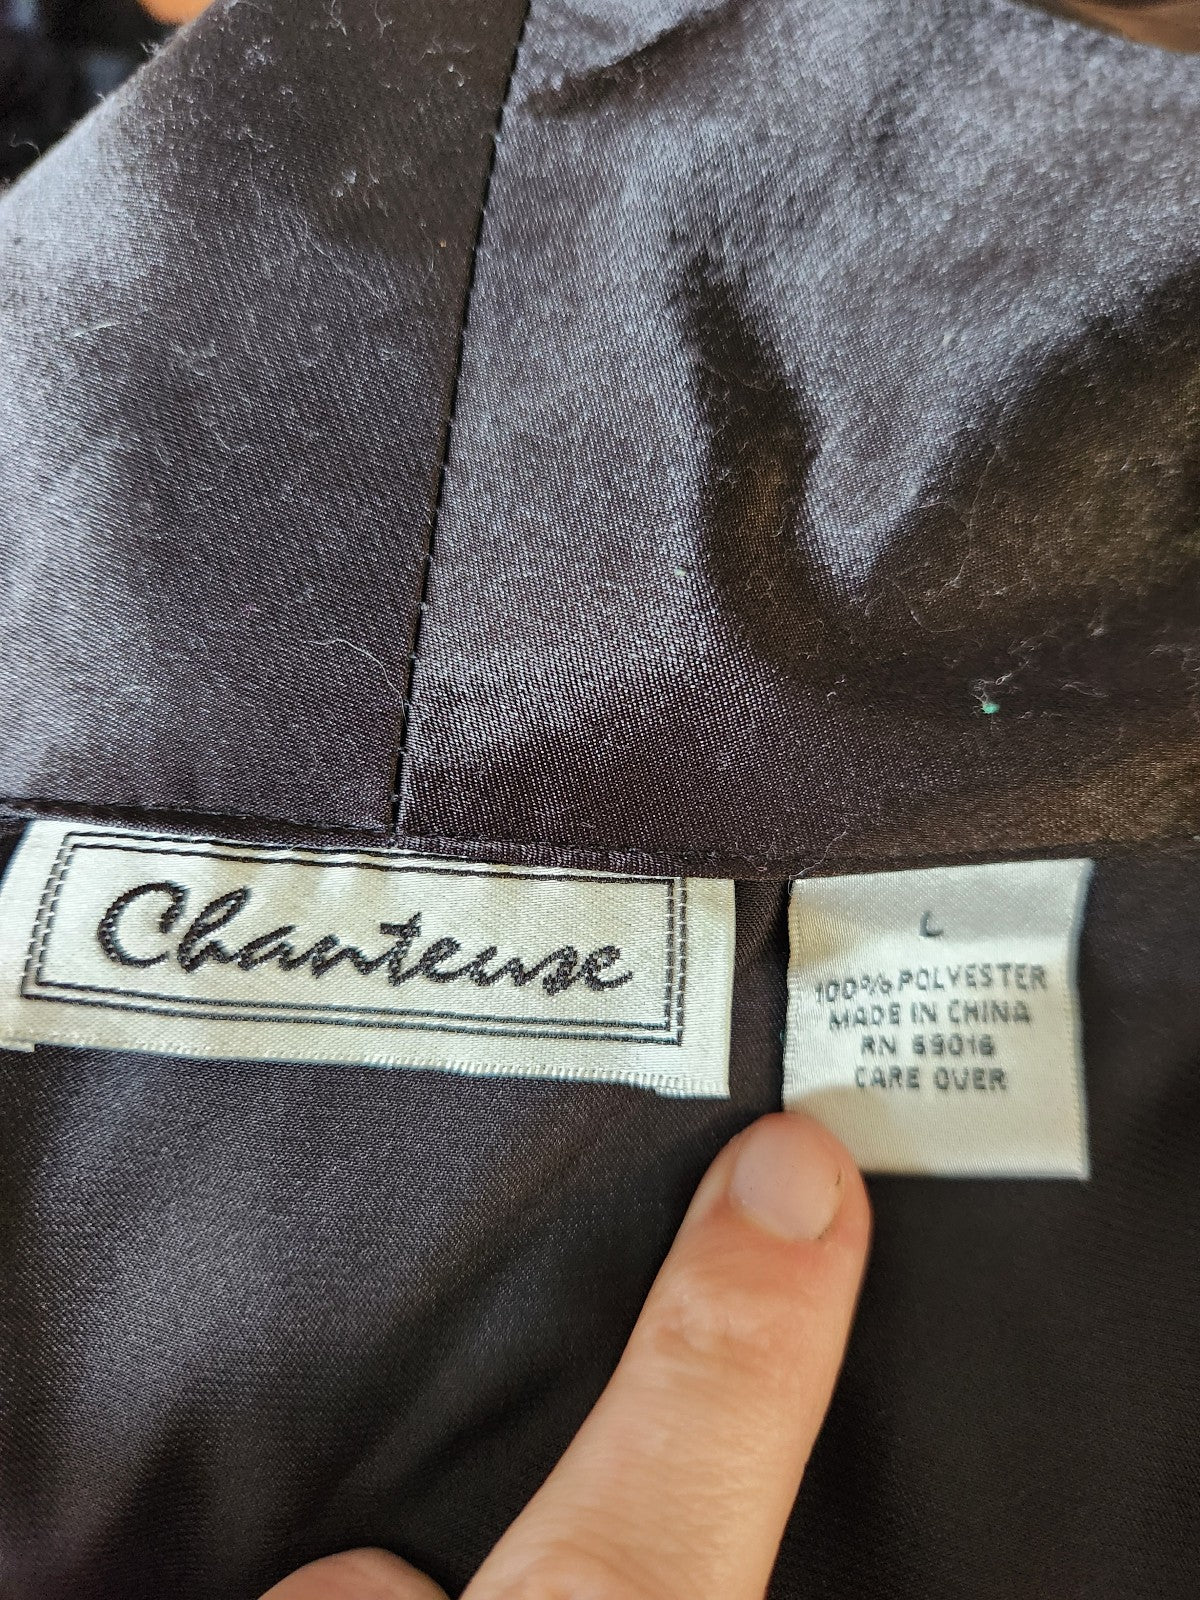 Chanteuse
L
100% POLYESTER
MADE IN CHINA
RN 69016
CARE OVER